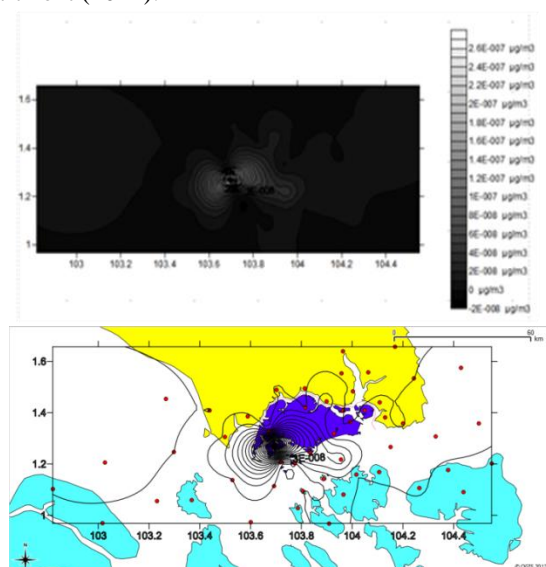 2.6E-007 µg/m3
2.4E-007 µg/m3
2.2E-007 µg/m3
2E-007 µg/m3
1.8E-007 µg/m3
1.6E-007 µg/m3
1.4E-007 µg/m3
1.2E-007 µg/m3
1E-007 µg/m3
8E-008 µg/m3
6E-008 µg/m3
4E-008 µg/m3
2E-008 µg/m3
0 µg/m3
-2E-008 µg/m3
1.6
1.4
1.2
1
103 103.2 103.4 103.6 103.8 104 104.2 104.4
0 60
km
1.6
1.4
1.2
1
103 103.2 103.4 103.6 103.8 104 104.2 104.4